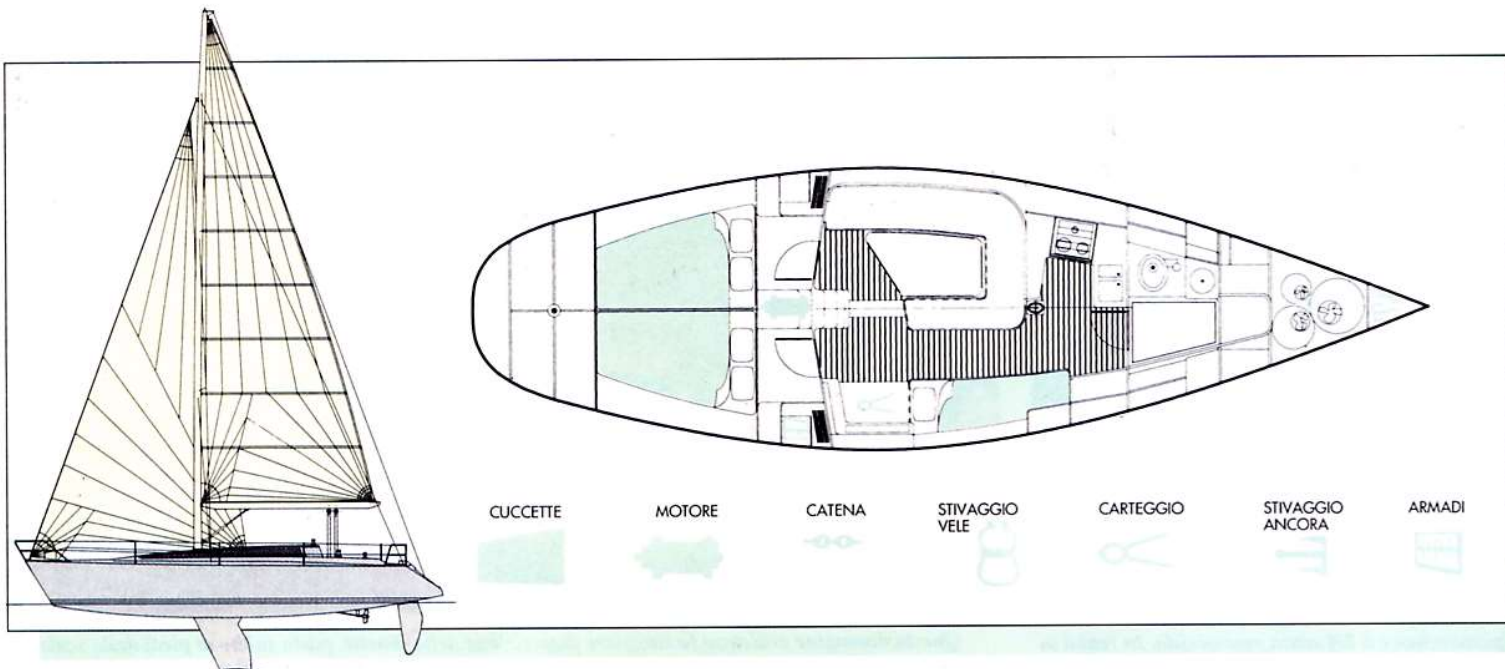 CUCCETTE
MOTORE
CATENA
STIVAGGIO
VELE
CARTEGGIO
STIVAGGIO
ANCORA
ARMADI